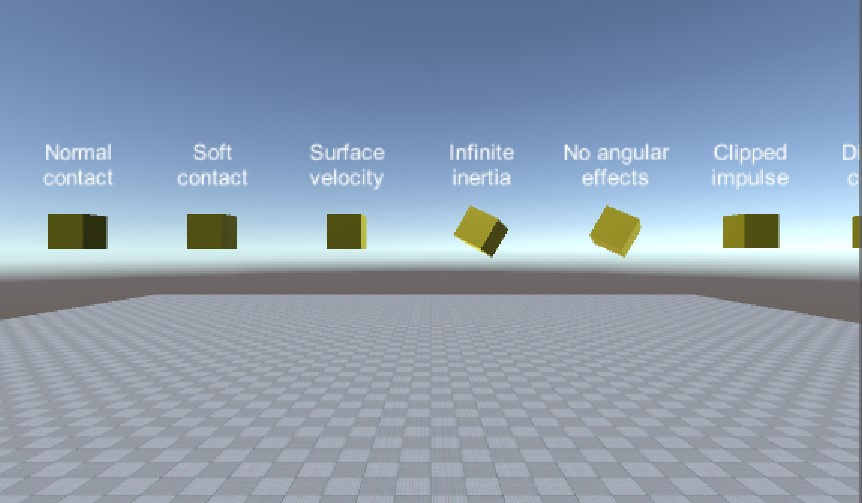 Normal
contact
Soft
contact
Surface
velocity
Infinite
inertia
No angular
effects
Clipped
impulse